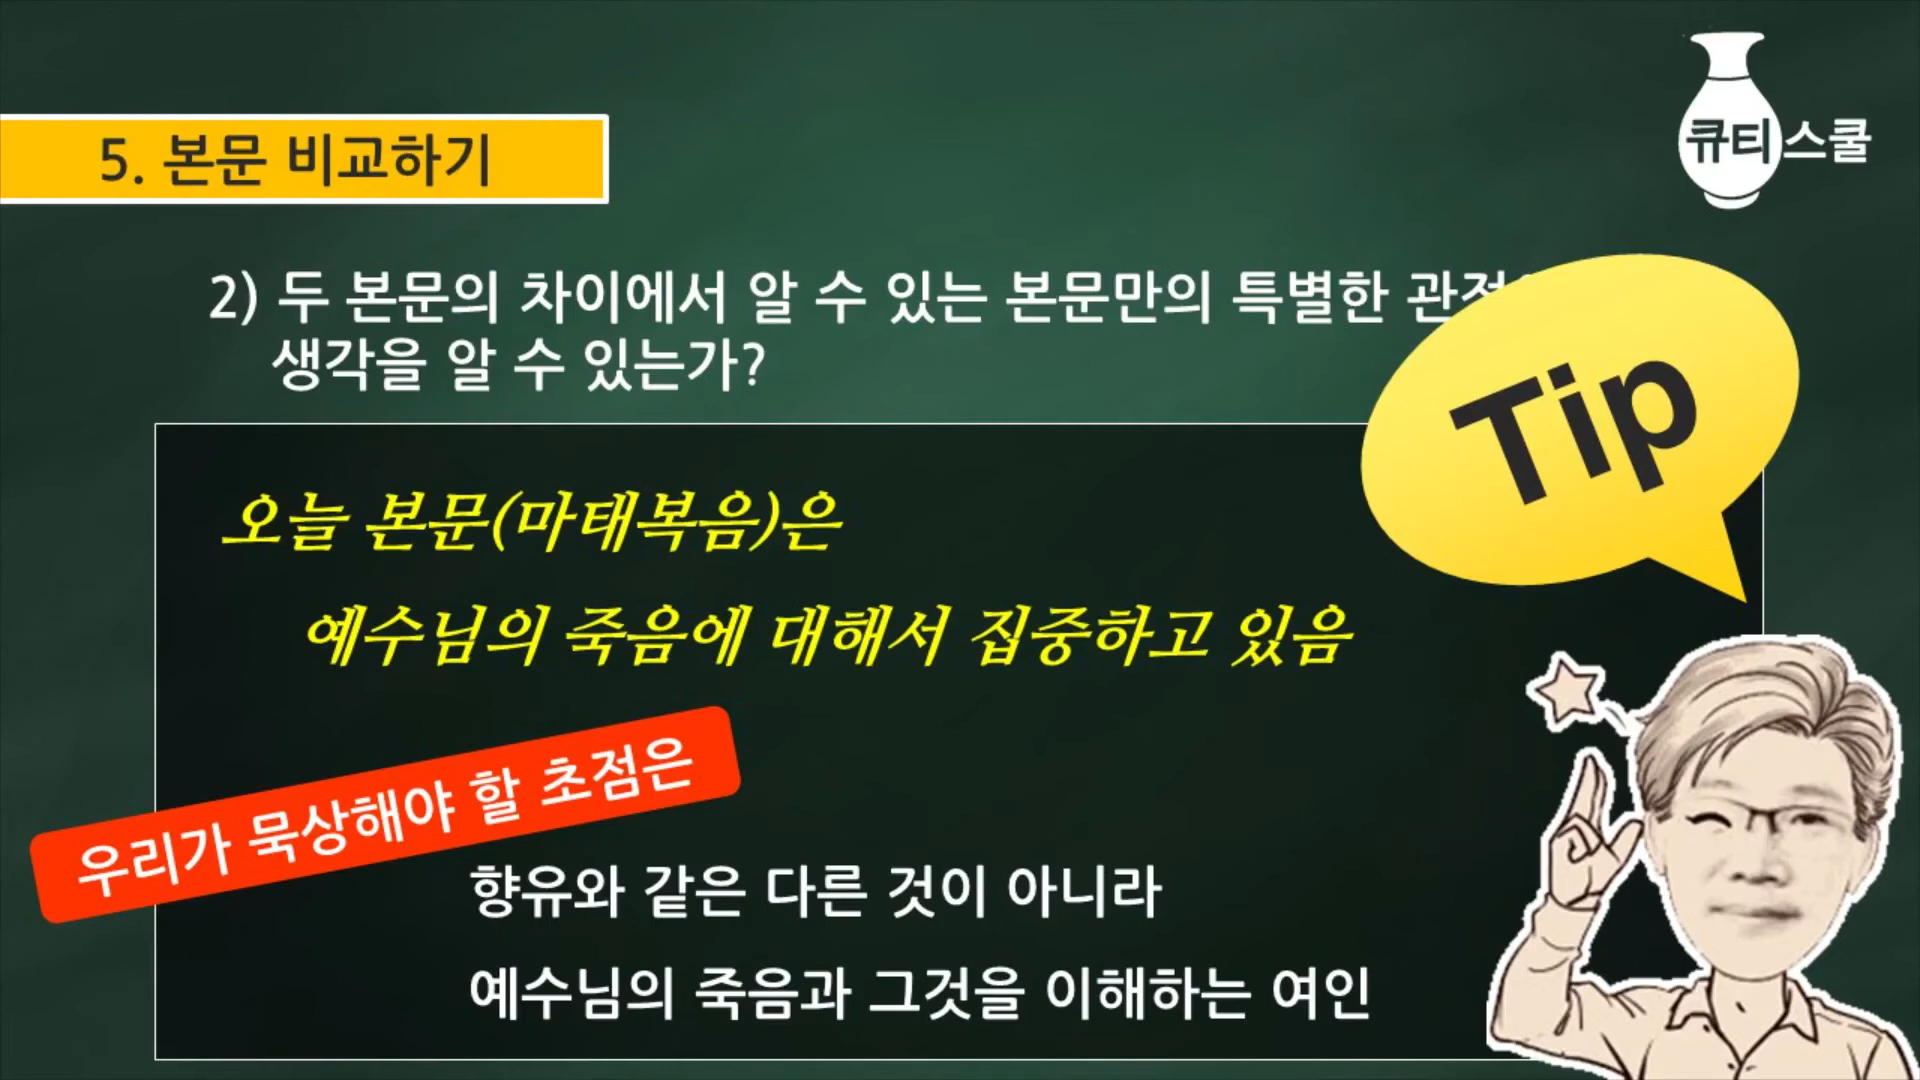 큐티스쿨
5. 본문 비교하기
2) 두 본문의 차이에서 알 수 있는 본문만의 특별한
생각을 알 수 있는가?
Tip
오늘 본문(마태복음)은
예수님의 죽음에 대해서 집중하고 있음
우리가 묵상해야 할 초점은
향유와 같은 다른 것이 아니라
예수님의 죽음과 그것을 이해하는 여인